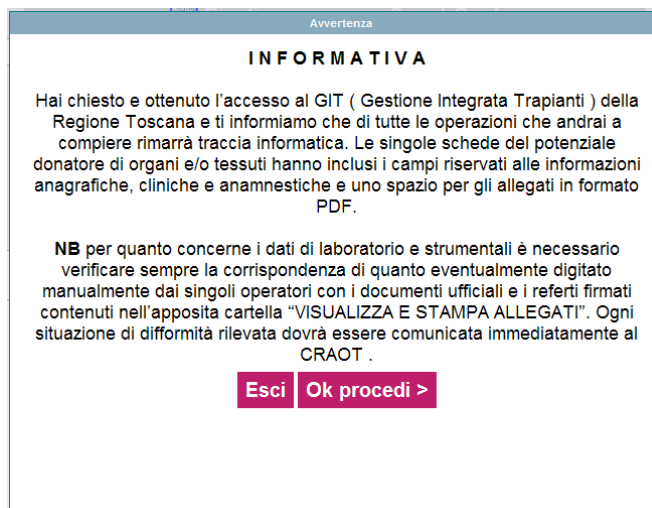 Avvertenza
I N F O R M A T I V A
Hai chiesto e ottenuto l'accesso al GIT ( Gestione Integrata Trapianti ) della
Regione Toscana e ti informiamo che di tutte le operazioni che andrai a
compiere rimarrà traccia informatica. Le singole schede del potenziale
donatore di organi e/o tessuti hanno inclusi i campi riservati alle informazioni
anagrafiche, cliniche e anamnestiche e uno spazio per gli allegati in formato
PDF.
NB per quanto concerne i dati di laboratorio e strumentali è necessario
verificare sempre la corrispondenza di quanto eventualmente digitato
manualmente dai singoli operatori con i documenti ufficiali e i referti firmati
contenuti nell'apposita cartella “VISUALIZZA E STAMPA ALLEGATI”. Ogni
situazione di difformità rilevata dovrà essere comunicata immediatamente al
CRAOT .
Esci Ok procedi >